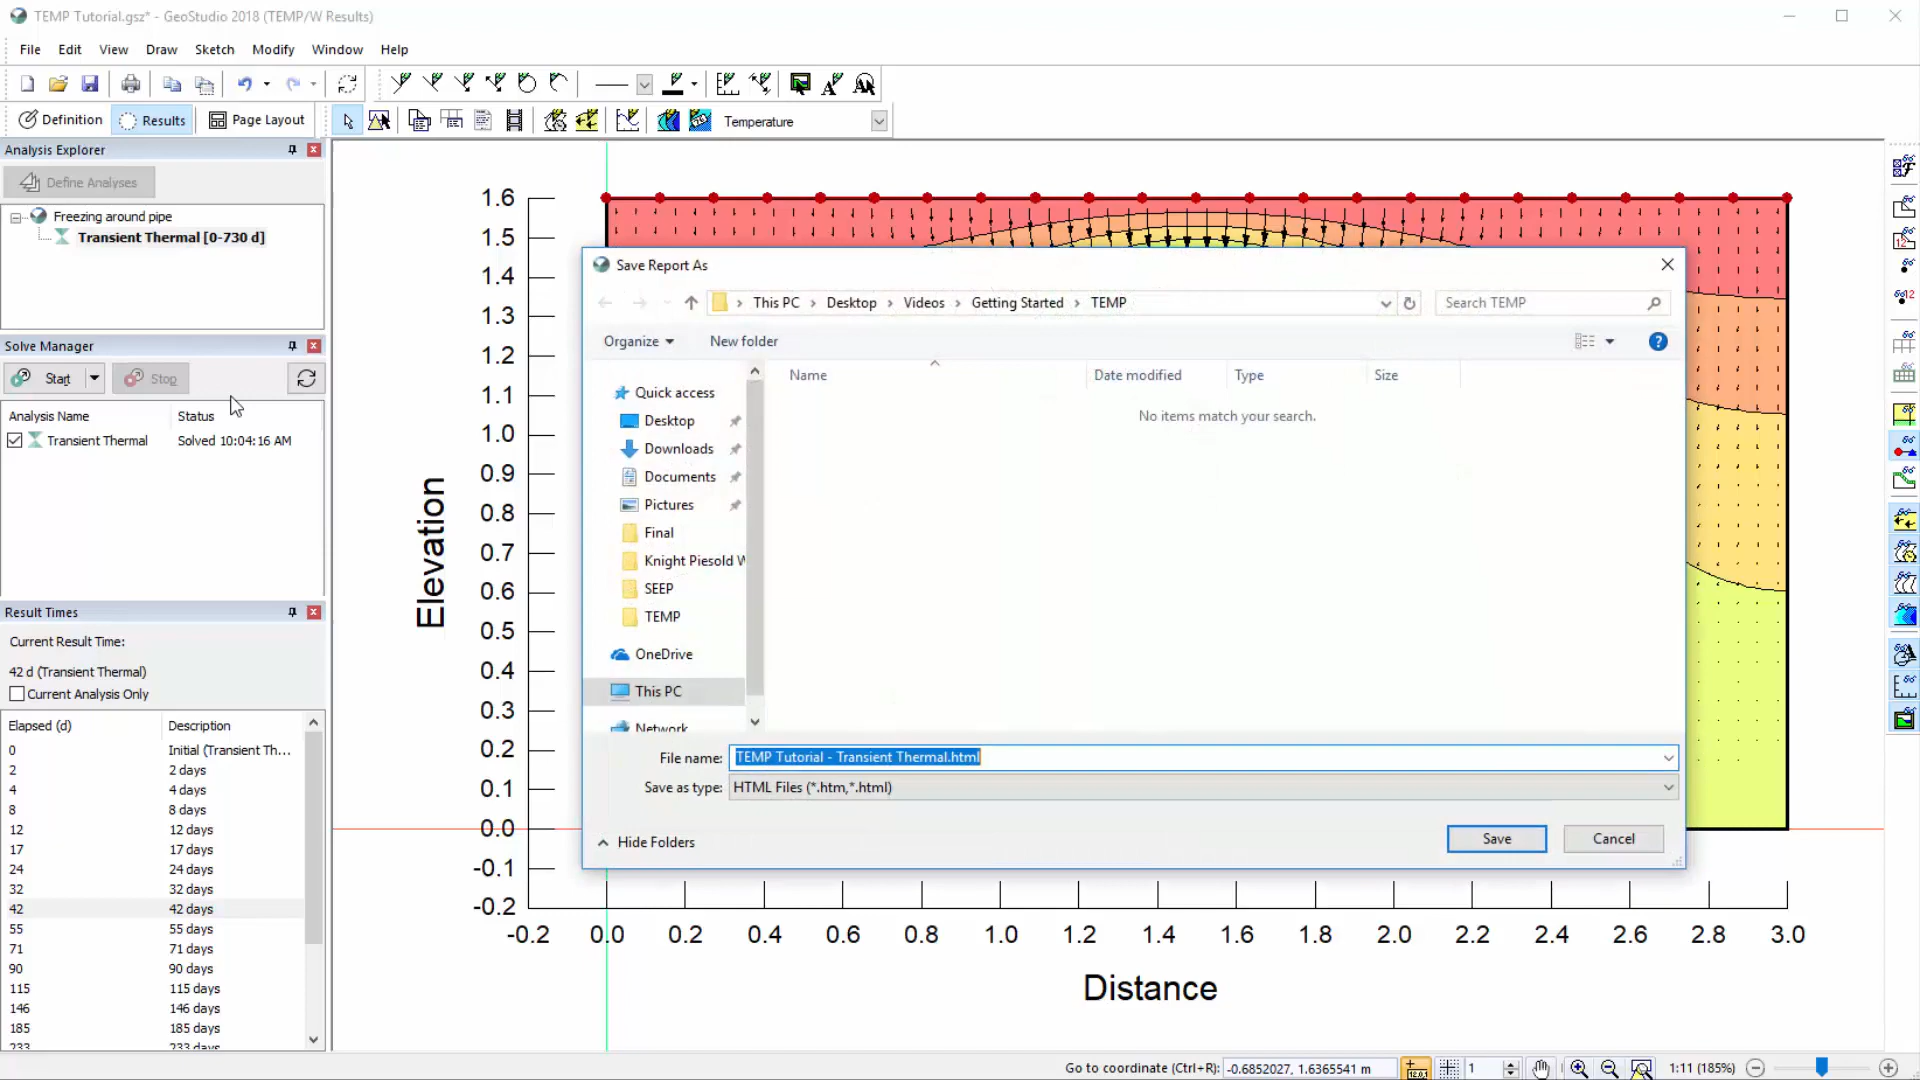 TEMP Tutorial.gsz* - GeoStudio 2018 (TEMP/W Results)
File Edit View Draw Sketch Modify Window Help
Definition Results Page Layout Temperature
Analysis Explorer
Define Analyses
Freezing around pipe
Transient Thermal [0-730 d]
Solve Manager
Start Stop
Analysis Name Status
Transient Thermal Solved 10:04:16 AM
Result Times
Current Result Time:
42 d (Transient Thermal)
Current Analysis Only
Elapsed (d) Description
0 Initial (Transient Th...
2 2 days
4 4 days
8 8 days
12 12 days
17 17 days
24 24 days
32 32 days
42 42 days
55 55 days
71 71 days
90 90 days
115 115 days
146 146 days
185 185 days
233 233 days
Elevation
1.6
1.5
1.4
1.3
1.2
1.1
1.0
0.9
0.8
0.7
0.6
0.5
0.4
0.3
0.2
0.1
0.0
-0.1
-0.2
-0.2 0.0 0.2 0.4 0.6 0.8 1.0 1.2 1.4 1.6 1.8 2.0 2.2 2.4 2.6 2.8 3.0
Distance
Save Report As
This PC Desktop Videos Getting Started TEMP
Search TEMP
Organize New folder
Name Date modified Type Size
No items match your search.
Quick access
Desktop
Downloads
Documents
Pictures
Final
Knight Piesold W
SEEP
TEMP
OneDrive
This PC
Network
File name: TEMP Tutorial - Transient Thermal.html
Save as type: HTML Files (*.htm,*.html)
Hide Folders Save Cancel
Go to coordinate (Ctrl+R): -0.6852027, 1.6365541 m 1 1:11 (185%)